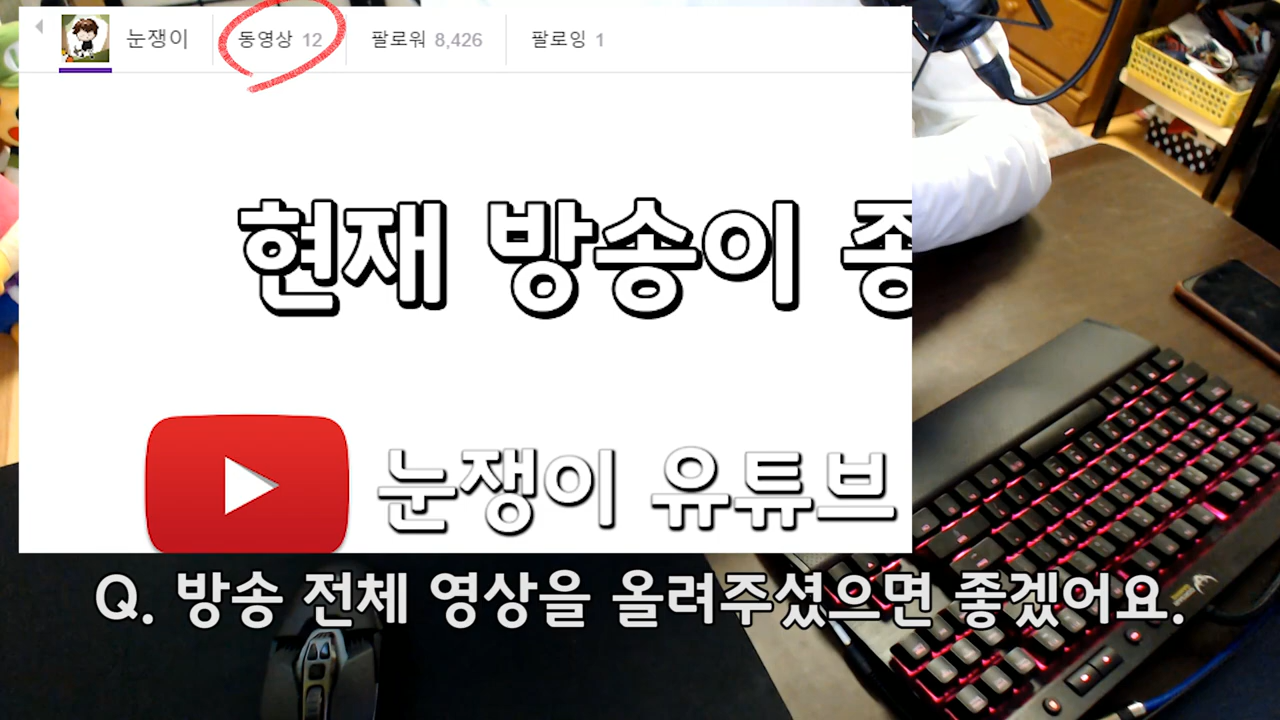 눈쟁이 동영상 12 팔로워 8,426 팔로잉 1
현재 방송이 종
눈쟁이 유튜브
Q. 방송 전체 영상을 올려주셨으면 좋겠어요.